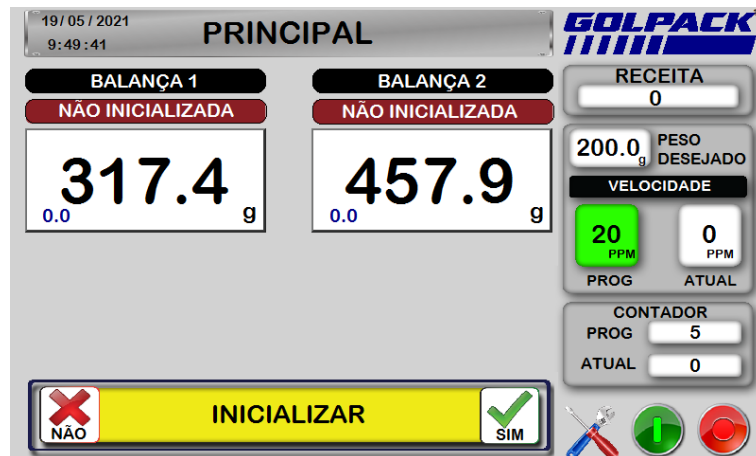 19/05/2021
9:49:41
PRINCIPAL
GOLPACK
BALANÇA 1
NÃO INICIALIZADA
317.4
0.0
g
BALANÇA 2
NÃO INICIALIZADA
457.9
0.0
g
RECEITA
0
200.0 g
PESO
DESEJADO
VELOCIDADE
20
PPM
PROG
0
PPM
ATUAL
CONTADOR
PROG 5
ATUAL 0
NÃO
INICIALIZAR
SIM